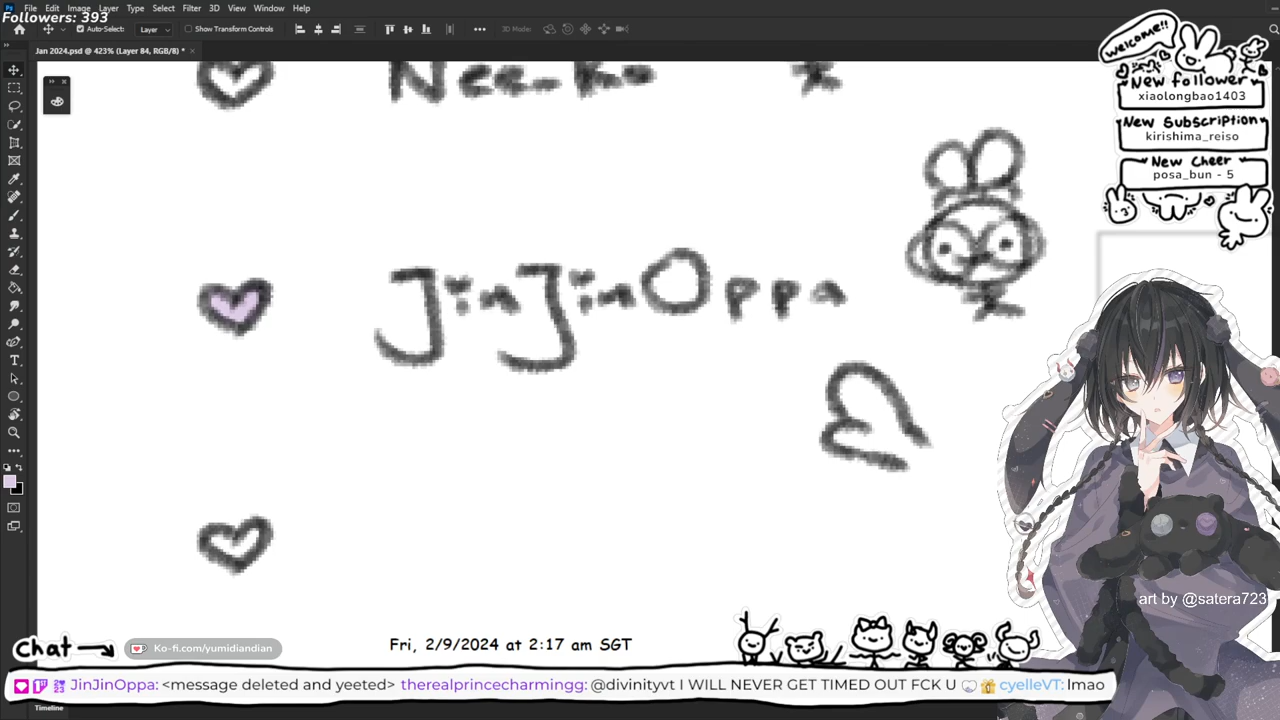 File Edit Image Layer Type Select Filter 3D View Window Help
Followers: 393
Auto-Select: Layer Show Transform Controls 3D Mode:
Jan 2024.psd @ 423% (Layer 84, RGB/8) *
welcome!!
New follower
xiaolongbao1403
New Subscription
kirishima_reiso
New Cheer
posa_bun - 5
JinJinOppa
art by @satera723
Fri, 2/9/2024 at 2:17 am SGT
chat
Ko-fi.com/yumidiandian
JinJinOppa: <message deleted and yeeted> therealprincecharmingg: @divinityvt I WILL NEVER GET TIMED OUT FCK U cyelleVT: lmao
Timeline